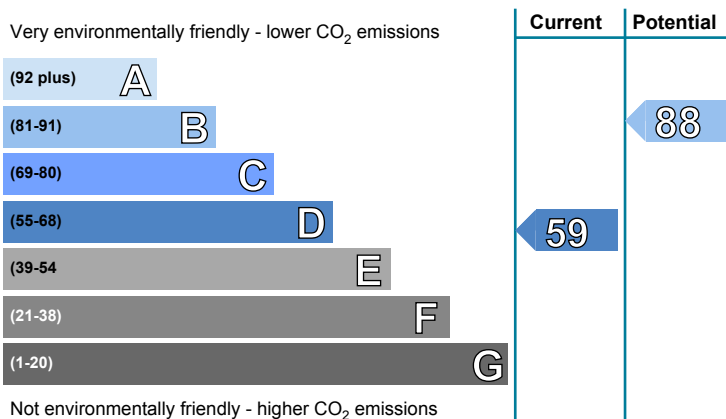 Current Potential
Very environmentally friendly - lower CO₂ emissions
(92 plus) A
(81-91) B 88
(69-80) C
(55-68) D 59
(39-54 E
(21-38) F
(1-20) G
Not environmentally friendly - higher CO₂ emissions